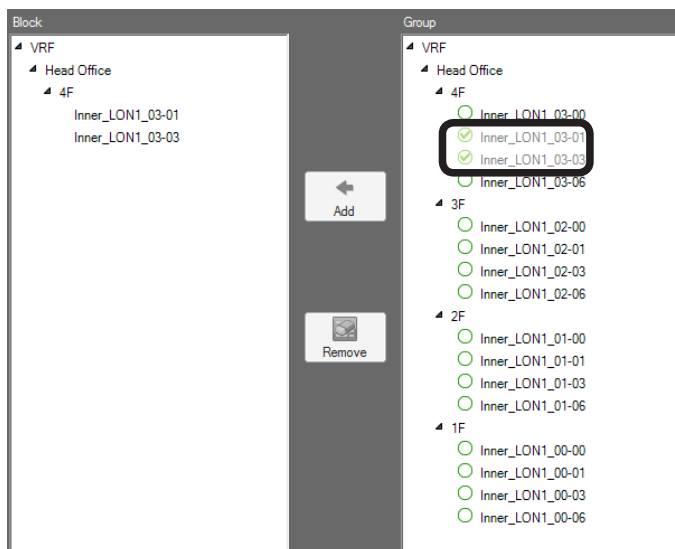 Block
VRF
Head Office
4F
Inner_LON1_03-01
Inner_LON1_03-03
Add
Remove
Group
VRF
Head Office
4F
Inner_LON1_03-00
Inner_LON1_03-01
Inner_LON1_03-03
Inner_LON1_03-06
3F
Inner_LON1_02-00
Inner_LON1_02-01
Inner_LON1_02-03
Inner_LON1_02-06
2F
Inner_LON1_01-00
Inner_LON1_01-01
Inner_LON1_01-03
Inner_LON1_01-06
1F
Inner_LON1_00-00
Inner_LON1_00-01
Inner_LON1_00-03
Inner_LON1_00-06